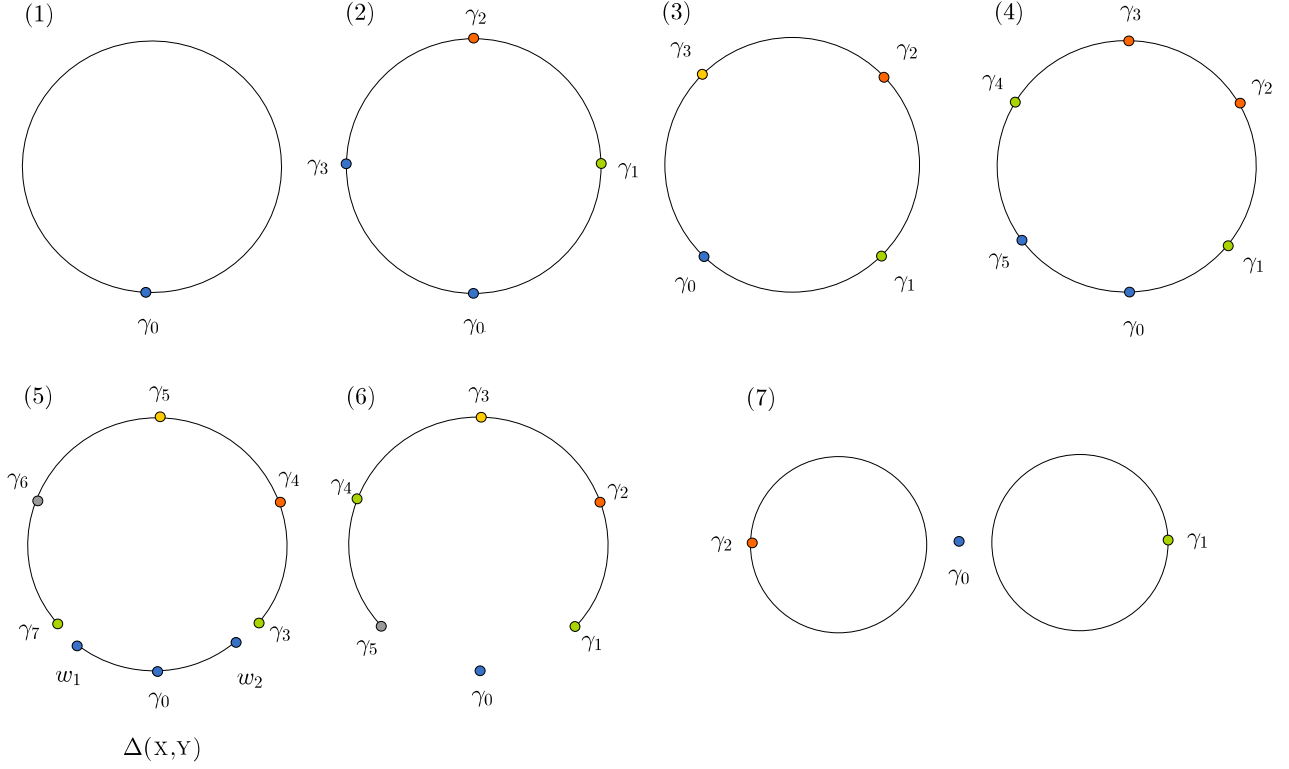 (1)
γ₀
(2)
γ₂
γ₃
γ₁
γ₀
(3)
γ₃
γ₂
γ₀
γ₁
(4)
γ₃
γ₄
γ₂
γ₅
γ₁
γ₀
(5)
γ₅
γ₆
γ₄
γ₇
γ₃
w₁
w₂
γ₀
Δ(X,Y)
(6)
γ₃
γ₄
γ₂
γ₅
γ₁
γ₀
(7)
γ₂
γ₀
γ₁